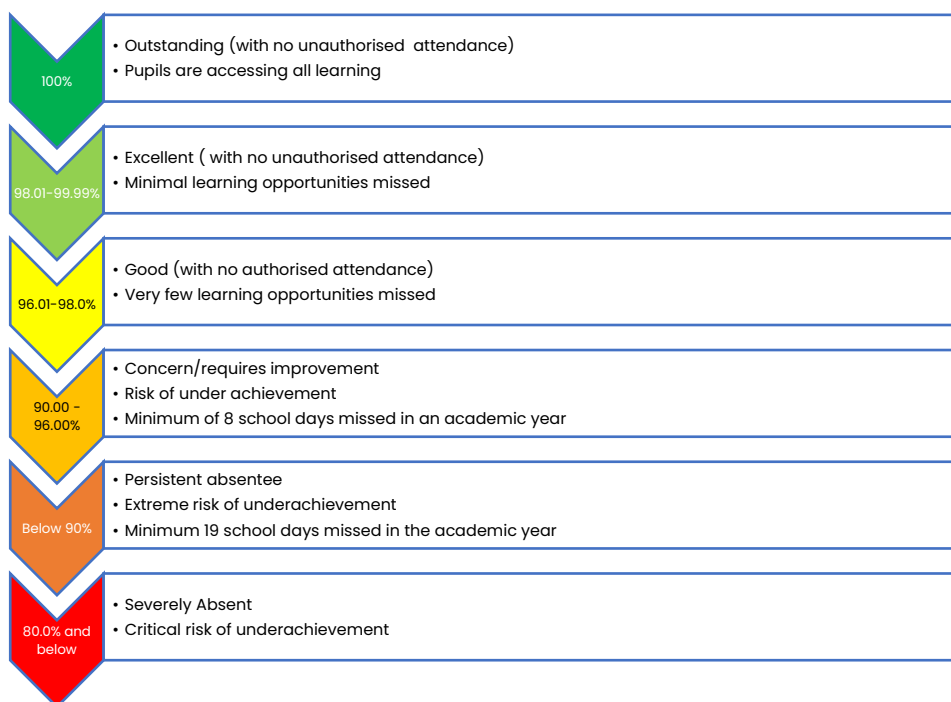 100%
• Outstanding (with no unauthorised  attendance)
• Pupils are accessing all learning
98.01-99.99%
• Excellent ( with no unauthorised attendance)
• Minimal learning opportunities missed
96.01-98.0%
• Good (with no authorised attendance)
• Very few learning opportunities missed
90.00 -
96.00%
• Concern/requires improvement
• Risk of under achievement
• Minimum of 8 school days missed in an academic year
Below 90%
• Persistent absentee
• Extreme risk of underachievement
• Minimum 19 school days missed in the academic year
80.0% and
below
• Severely Absent
• Critical risk of underachievement